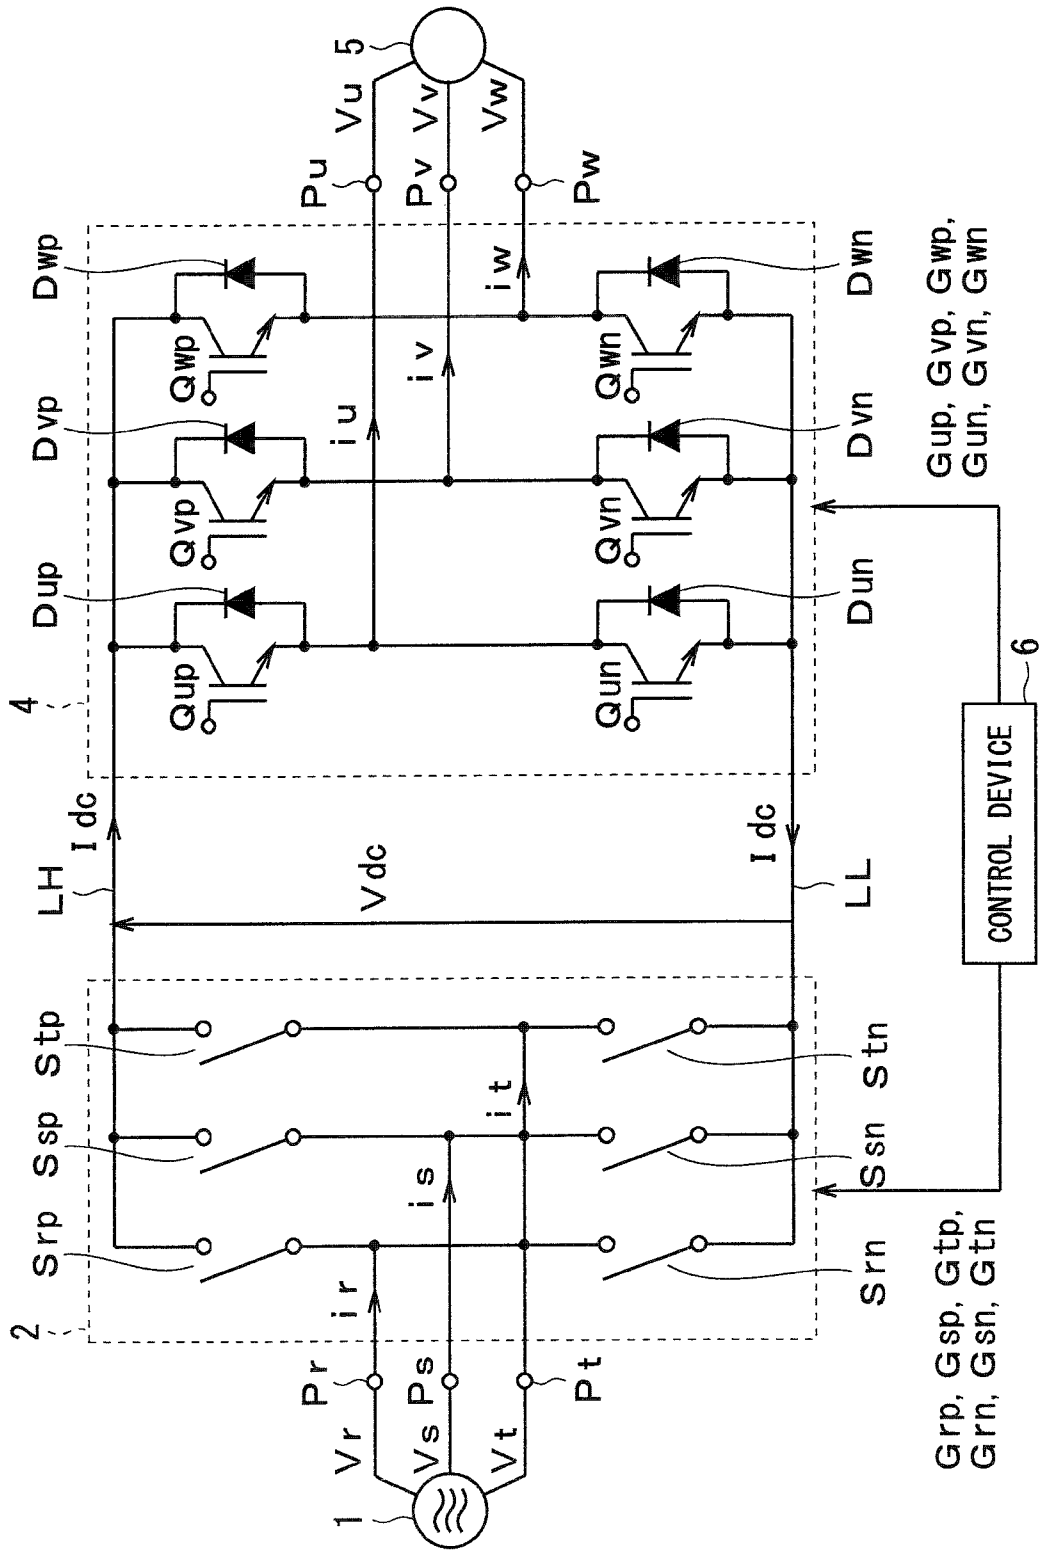 2
4
Srp
Ssp
Stp
LH
Idc
Dup
Dvp
Dwp
Qup
Qvp
Qwp
1
Vr
Pr
ir
iu
Pu
Vu
5
Vs
Ps
is
Vdc
iv
Pv
Vv
Vt
Pt
it
iw
Pw
Vw
Qun
Qvn
Qwn
Idc
Srn
Ssn
Stn
LL
Dun
Dvn
Dwn
Grp, Gsp, Gtp,
Grn, Gsn, Gtn
CONTROL DEVICE
6
Gup, Gvp, Gwp,
Gun, Gvn, Gwn